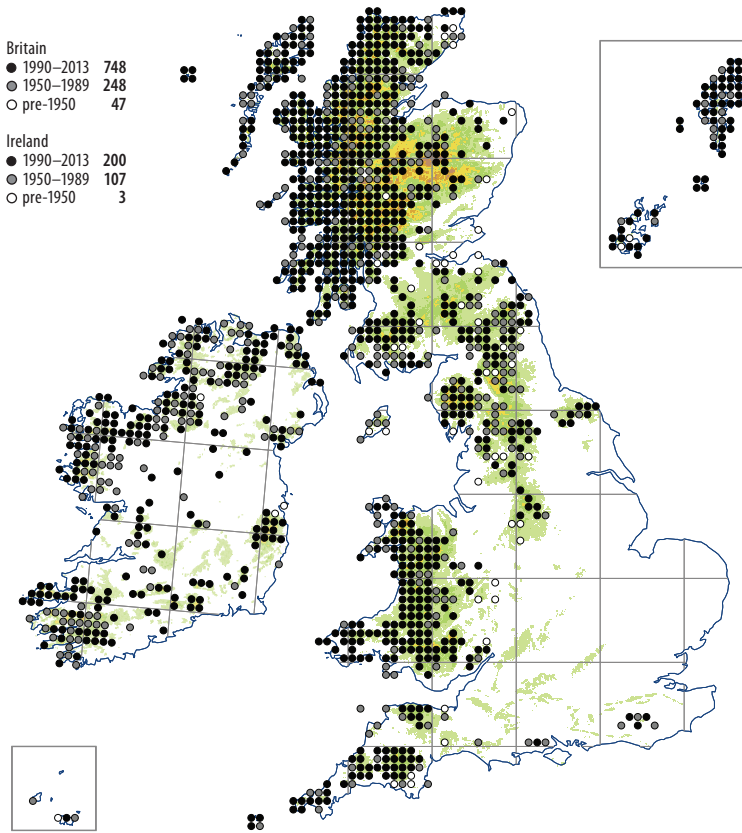 Britain
1990–2013 748
1950–1989 248
pre-1950 47
Ireland
1990–2013 200
1950–1989 107
pre-1950 3